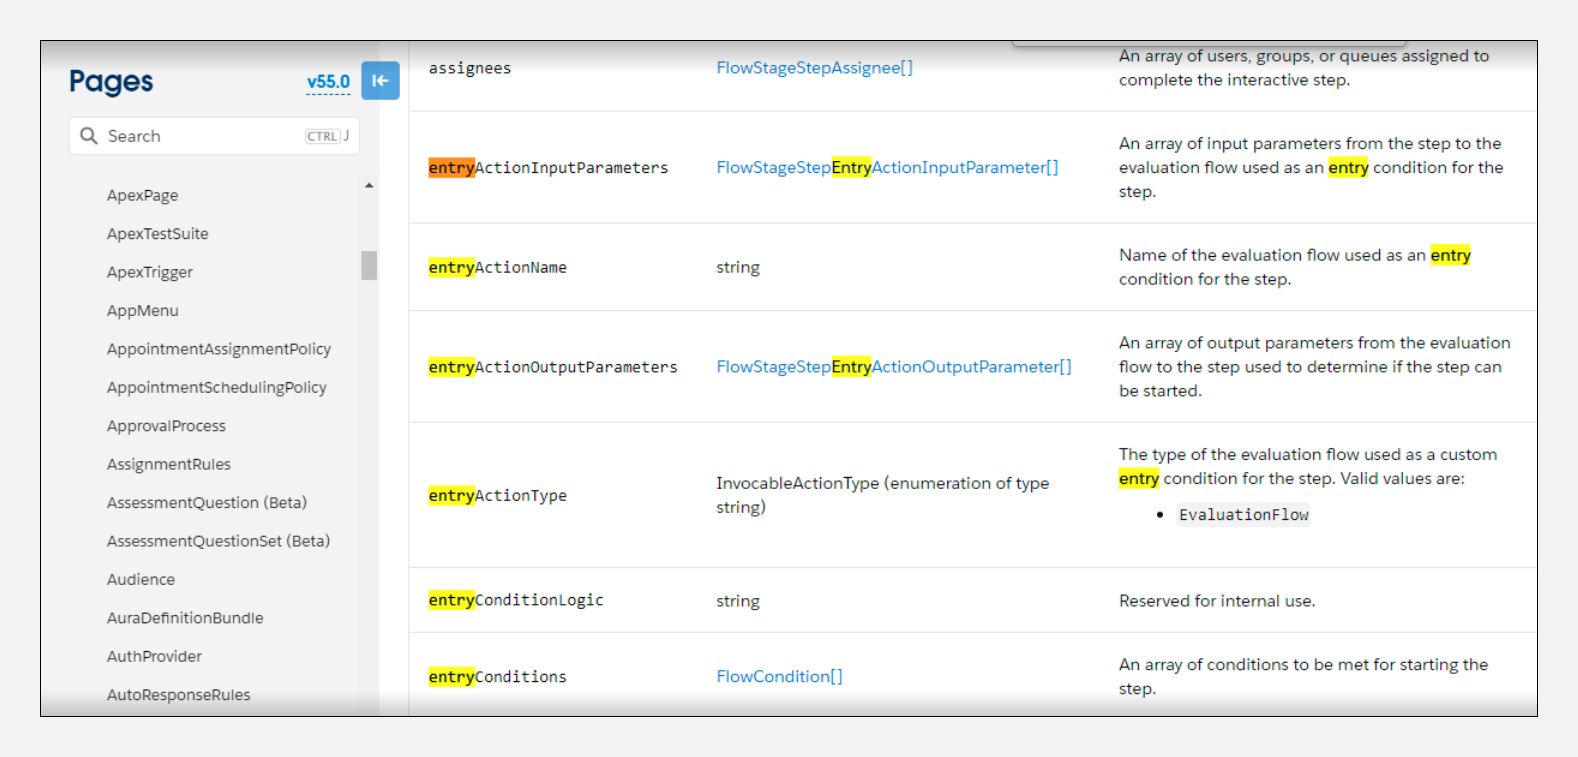 Pages
v55.0
Search
CTRL J
ApexPage
ApexTestSuite
ApexTrigger
AppMenu
AppointmentAssignmentPolicy
AppointmentSchedulingPolicy
ApprovalProcess
AssignmentRules
AssessmentQuestion (Beta)
AssessmentQuestionSet (Beta)
Audience
AuraDefinitionBundle
AuthProvider
AutoResponseRules
assignees
FlowStageStepAssignee[]
An array of users, groups, or queues assigned to
complete the interactive step.
entryActionInputParameters
FlowStageStepEntryActionInputParameter[]
An array of input parameters from the step to the
evaluation flow used as an entry condition for the
step.
entryActionName
string
Name of the evaluation flow used as an entry
condition for the step.
entryActionOutputParameters
FlowStageStepEntryActionOutputParameter[]
An array of output parameters from the evaluation
flow to the step used to determine if the step can
be started.
entryActionType
InvocableActionType (enumeration of type
string)
The type of the evaluation flow used as a custom
entry condition for the step. Valid values are:
• EvaluationFlow
entryConditionLogic
string
Reserved for internal use.
entryConditions
FlowCondition[]
An array of conditions to be met for starting the
step.